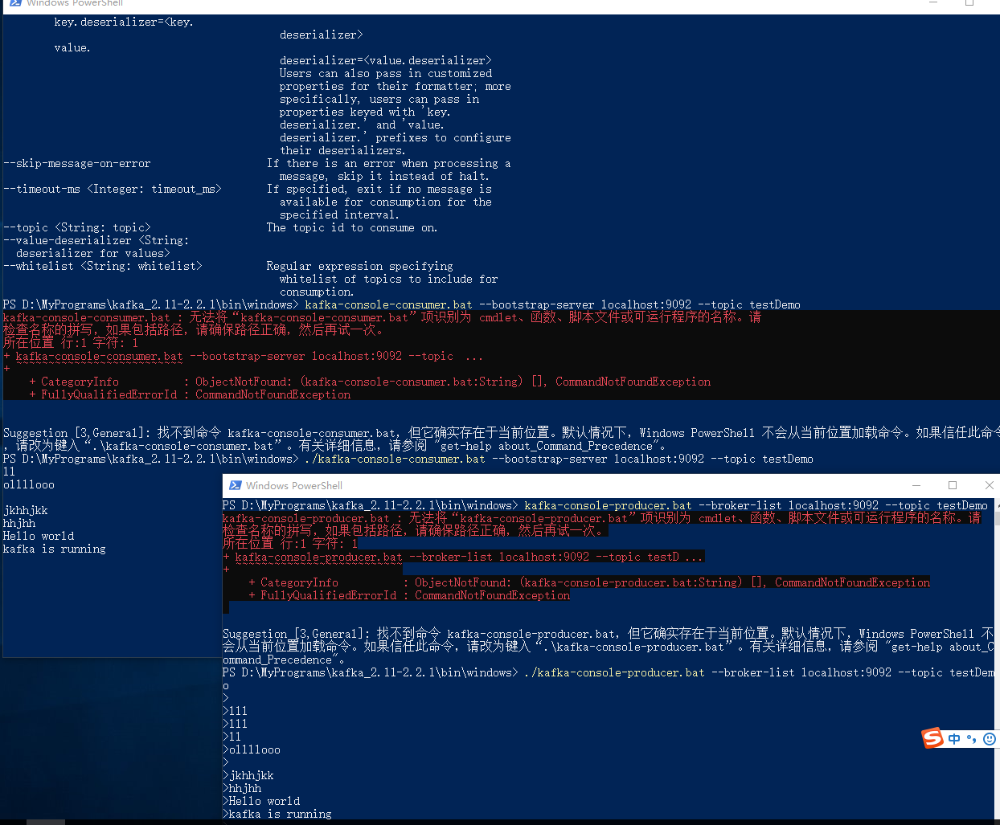 Windows PowerShell
key.deserializer=<key.
deserializer>
value.
deserializer=<value.deserializer>
Users can also pass in customized
properties for their formatter; more
specifically, users can pass in
properties keyed with 'key.
deserializer.' and 'value.
deserializer.' prefixes to configure
their deserializers.
--skip-message-on-error If there is an error when processing a
message, skip it instead of halt.
--timeout-ms <Integer: timeout_ms> If specified, exit if no message is
available for consumption for the
specified interval.
--topic <String: topic> The topic id to consume on.
--value-deserializer <String:
deserializer for values>
--whitelist <String: whitelist> Regular expression specifying
whitelist of topics to include for
consumption.
PS D:\MyPrograms\kafka_2.11-2.2.1\bin\windows> kafka-console-consumer.bat --bootstrap-server localhost:9092 --topic testDemo
kafka-console-consumer.bat : 无法将“kafka-console-consumer.bat”项识别为 cmdlet、函数、脚本文件或可运行程序的名称。请
检查名称的拼写，如果包括路径，请确保路径正确，然后再试一次。
所在位置 行:1 字符: 1
+ kafka-console-consumer.bat --bootstrap-server localhost:9092 --topic  ...
+ ~~~~~~~~~~~~~~~~~~~~~~~~~~
+ CategoryInfo          : ObjectNotFound: (kafka-console-consumer.bat:String) [], CommandNotFoundException
+ FullyQualifiedErrorId : CommandNotFoundException
Suggestion [3,General]: 找不到命令 kafka-console-consumer.bat，但它确实存在于当前位置。默认情况下，Windows PowerShell 不会从当前位置加载命令。如果信任此命令
，请改为键入“.\kafka-console-consumer.bat”。有关详细信息，请参阅 "get-help about_Command_Precedence"。
PS D:\MyPrograms\kafka_2.11-2.2.1\bin\windows> ./kafka-console-consumer.bat --bootstrap-server localhost:9092 --topic testDemo
ll
ollllooo
jkhhjkk
hhjhh
Hello world
kafka is running
Windows PowerShell
PS D:\MyPrograms\kafka_2.11-2.2.1\bin\windows> kafka-console-producer.bat --broker-list localhost:9092 --topic testDemo
kafka-console-producer.bat : 无法将“kafka-console-producer.bat”项识别为 cmdlet、函数、脚本文件或可运行程序的名称。请
检查名称的拼写，如果包括路径，请确保路径正确，然后再试一次。
所在位置 行:1 字符: 1
+ kafka-console-producer.bat --broker-list localhost:9092 --topic testD ...
+ ~~~~~~~~~~~~~~~~~~~~~~~~~~
+ CategoryInfo          : ObjectNotFound: (kafka-console-producer.bat:String) [], CommandNotFoundException
+ FullyQualifiedErrorId : CommandNotFoundException
Suggestion [3,General]: 找不到命令 kafka-console-producer.bat，但它确实存在于当前位置。默认情况下，Windows PowerShell 不
会从当前位置加载命令。如果信任此命令，请改为键入“.\kafka-console-producer.bat”。有关详细信息，请参阅 "get-help about_C
ommand_Precedence"。
PS D:\MyPrograms\kafka_2.11-2.2.1\bin\windows> ./kafka-console-producer.bat --broker-list localhost:9092 --topic testDem
o
>
>lll
>lll
>ll
>ollllooo
>
>jkhhjkk
>hhjhh
>Hello world
>kafka is running
S 中